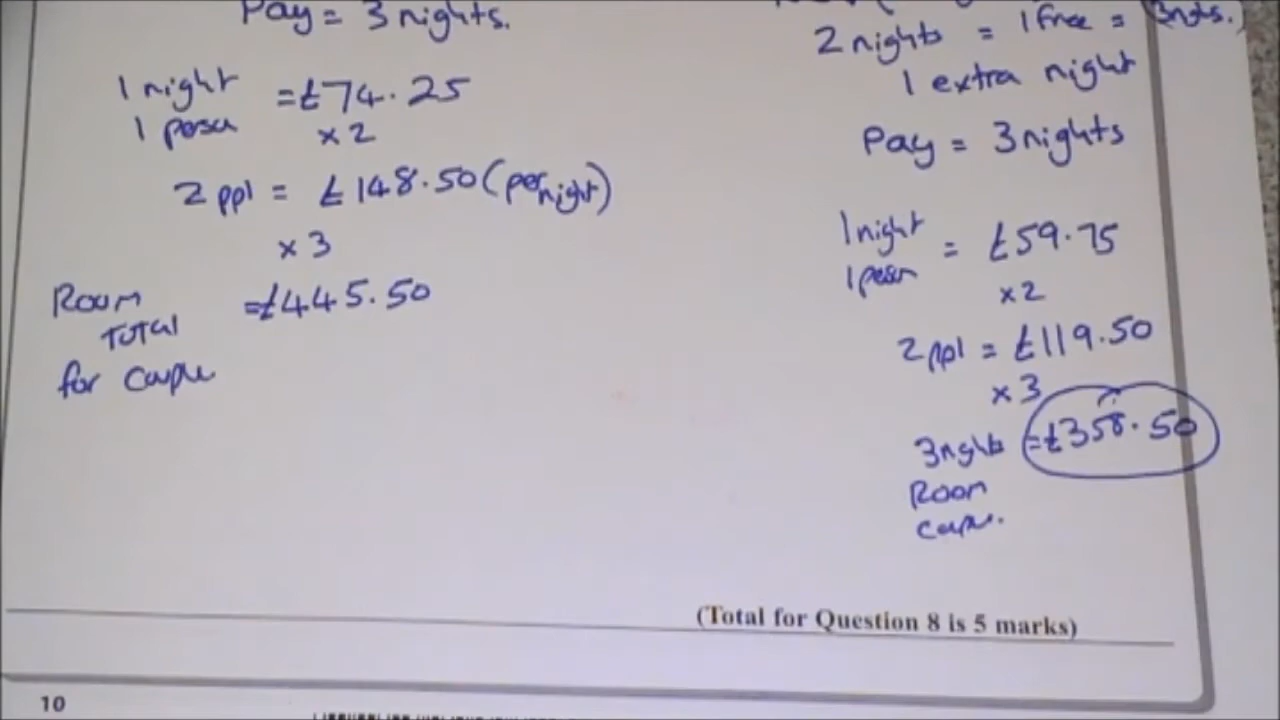 Pay = 3 nights.
1 night
1 person
= £74.25
x 2
2 ppl = £148.50 (per night)
x 3
Room
TOTAL
for couple
= £445.50
2 nights = 1 free = (3nts.)
1 extra night
Pay = 3 nights
1 night
1 person
= £59.75
x2
2 ppl = £119.50
x 3
3 nghts = £358.50
Room
couple.
(Total for Question 8 is 5 marks)
10